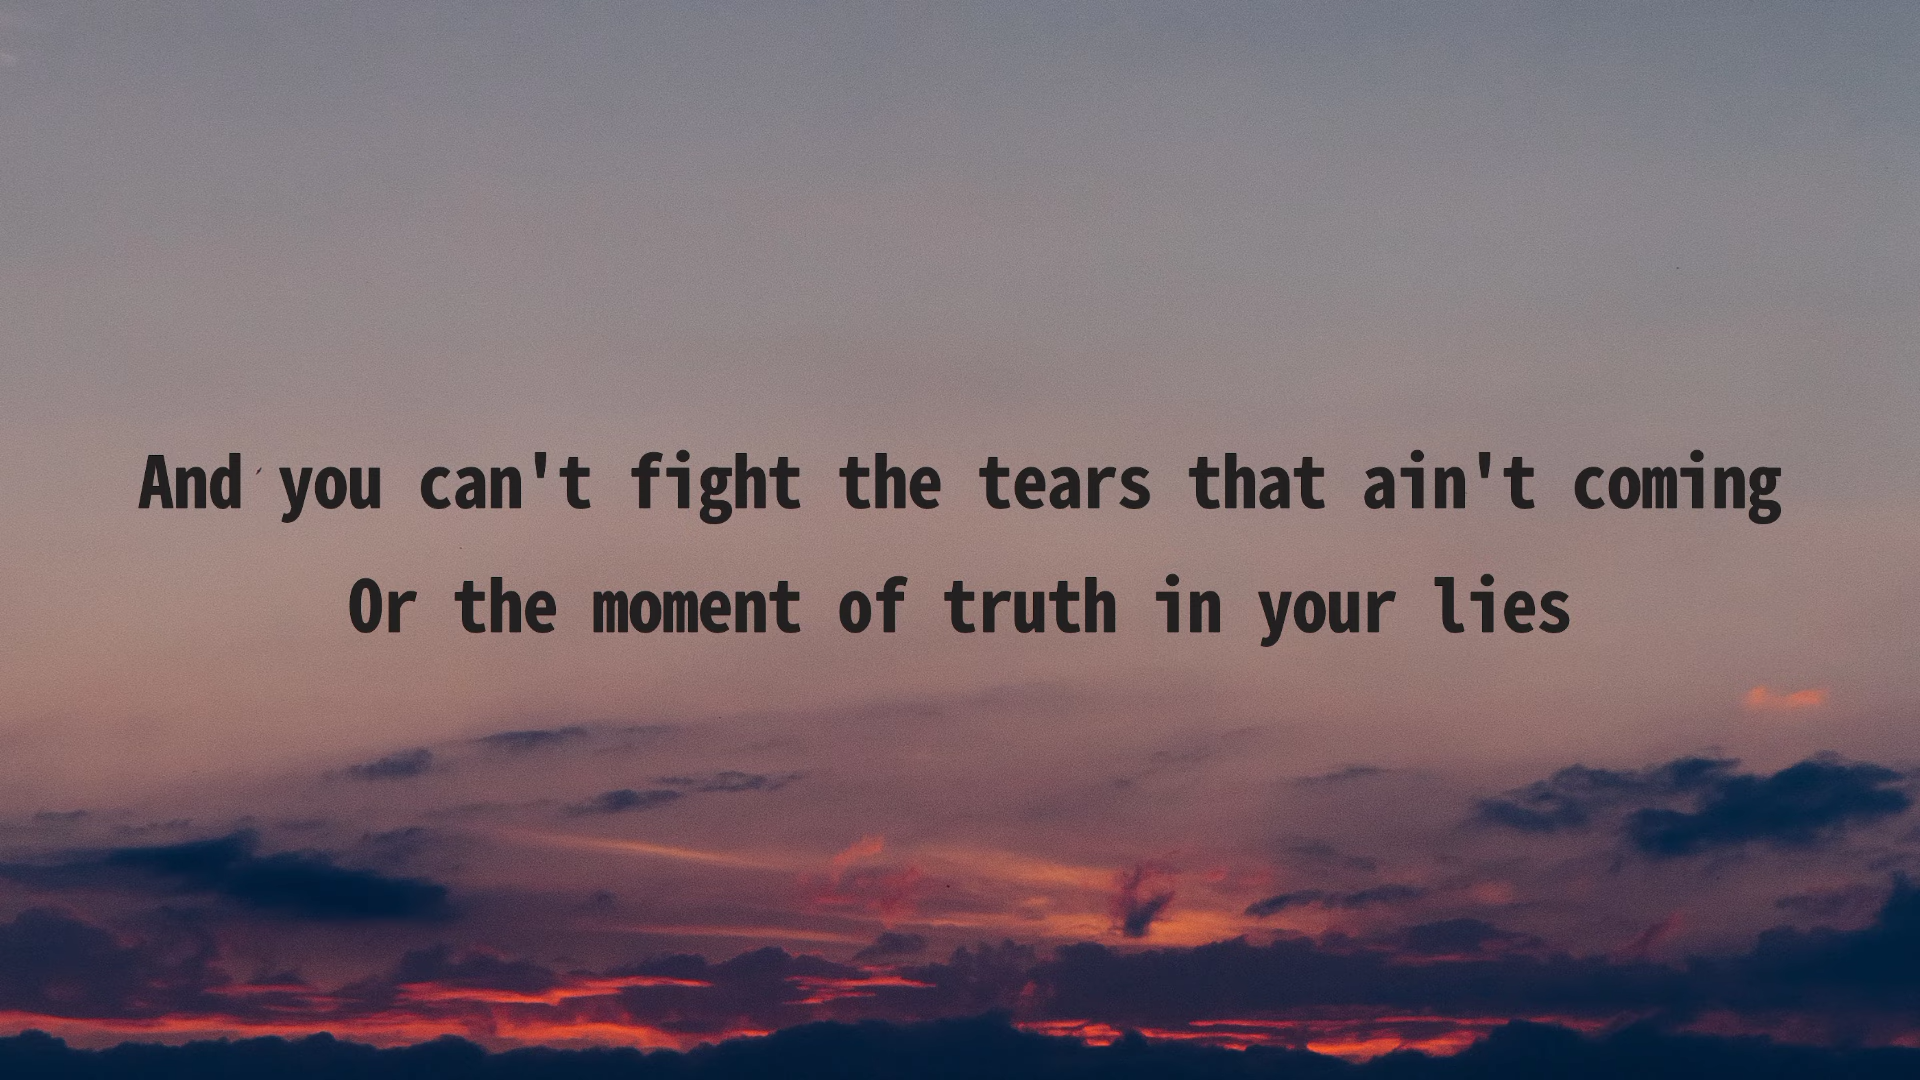 And you can't fight the tears that ain't coming
Or the moment of truth in your lies